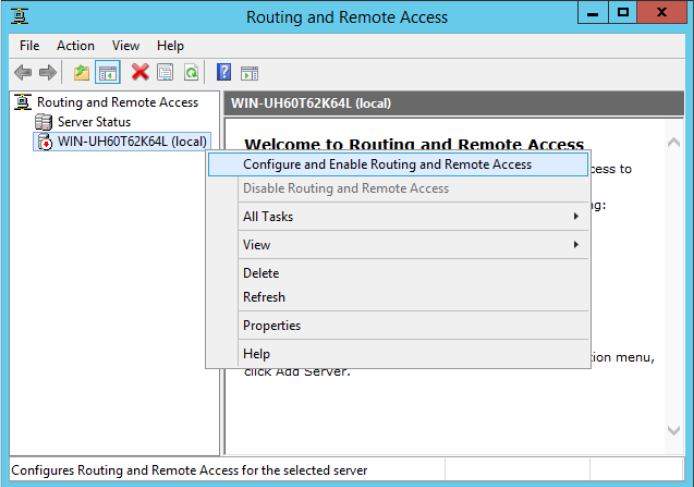 Routing and Remote Access
File Action View Help
Routing and Remote Access
Server Status
WIN-UH60T62K64L (local)
WIN-UH60T62K64L (local)
Welcome to Routing and Remote Access
Configure and Enable Routing and Remote Access
cess to
Disable Routing and Remote Access
g:
All Tasks
View
Delete
Refresh
Properties
Help
ion menu,
click Add Server.
Configures Routing and Remote Access for the selected server